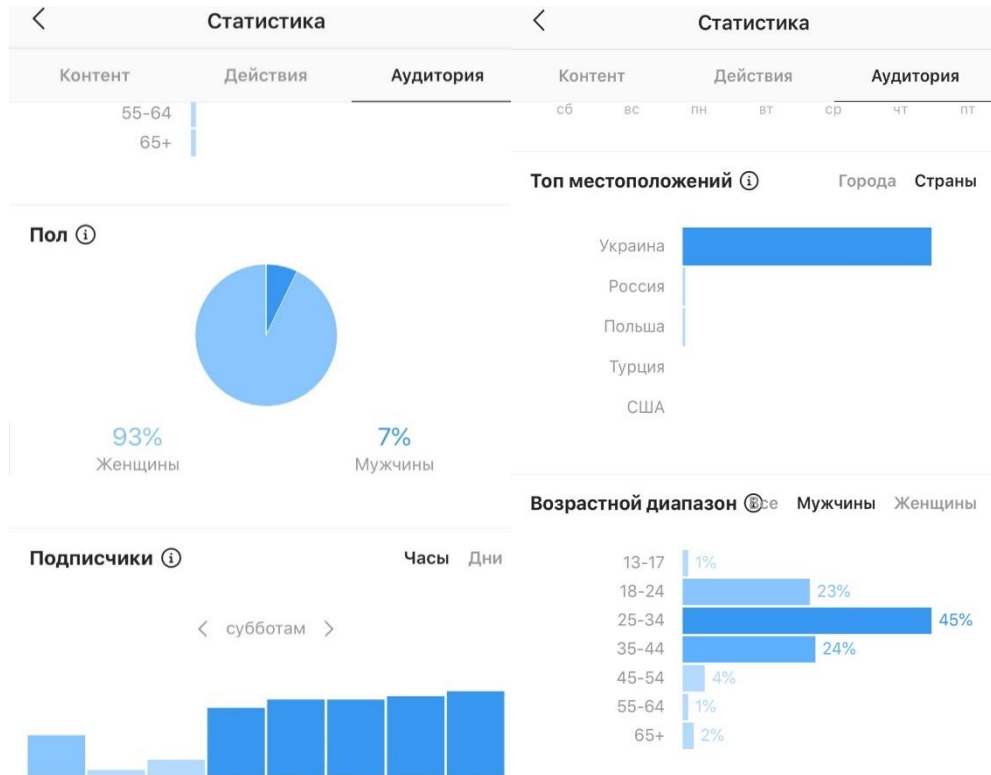 Статистика
Контент Действия Аудитория
55-64
65+
Пол
93% 7%
Женщины Мужчины
Подписчики Часы Дни
субботам
Статистика
Контент Действия Аудитория
сб вс пн вт ср чт пт
Топ местоположений Города Страны
Украина
Россия
Польша
Турция
США
Возрастной диапазон Все Мужчины Женщины
13-17 1%
18-24 23%
25-34 45%
35-44 24%
45-54 4%
55-64 1%
65+ 2%